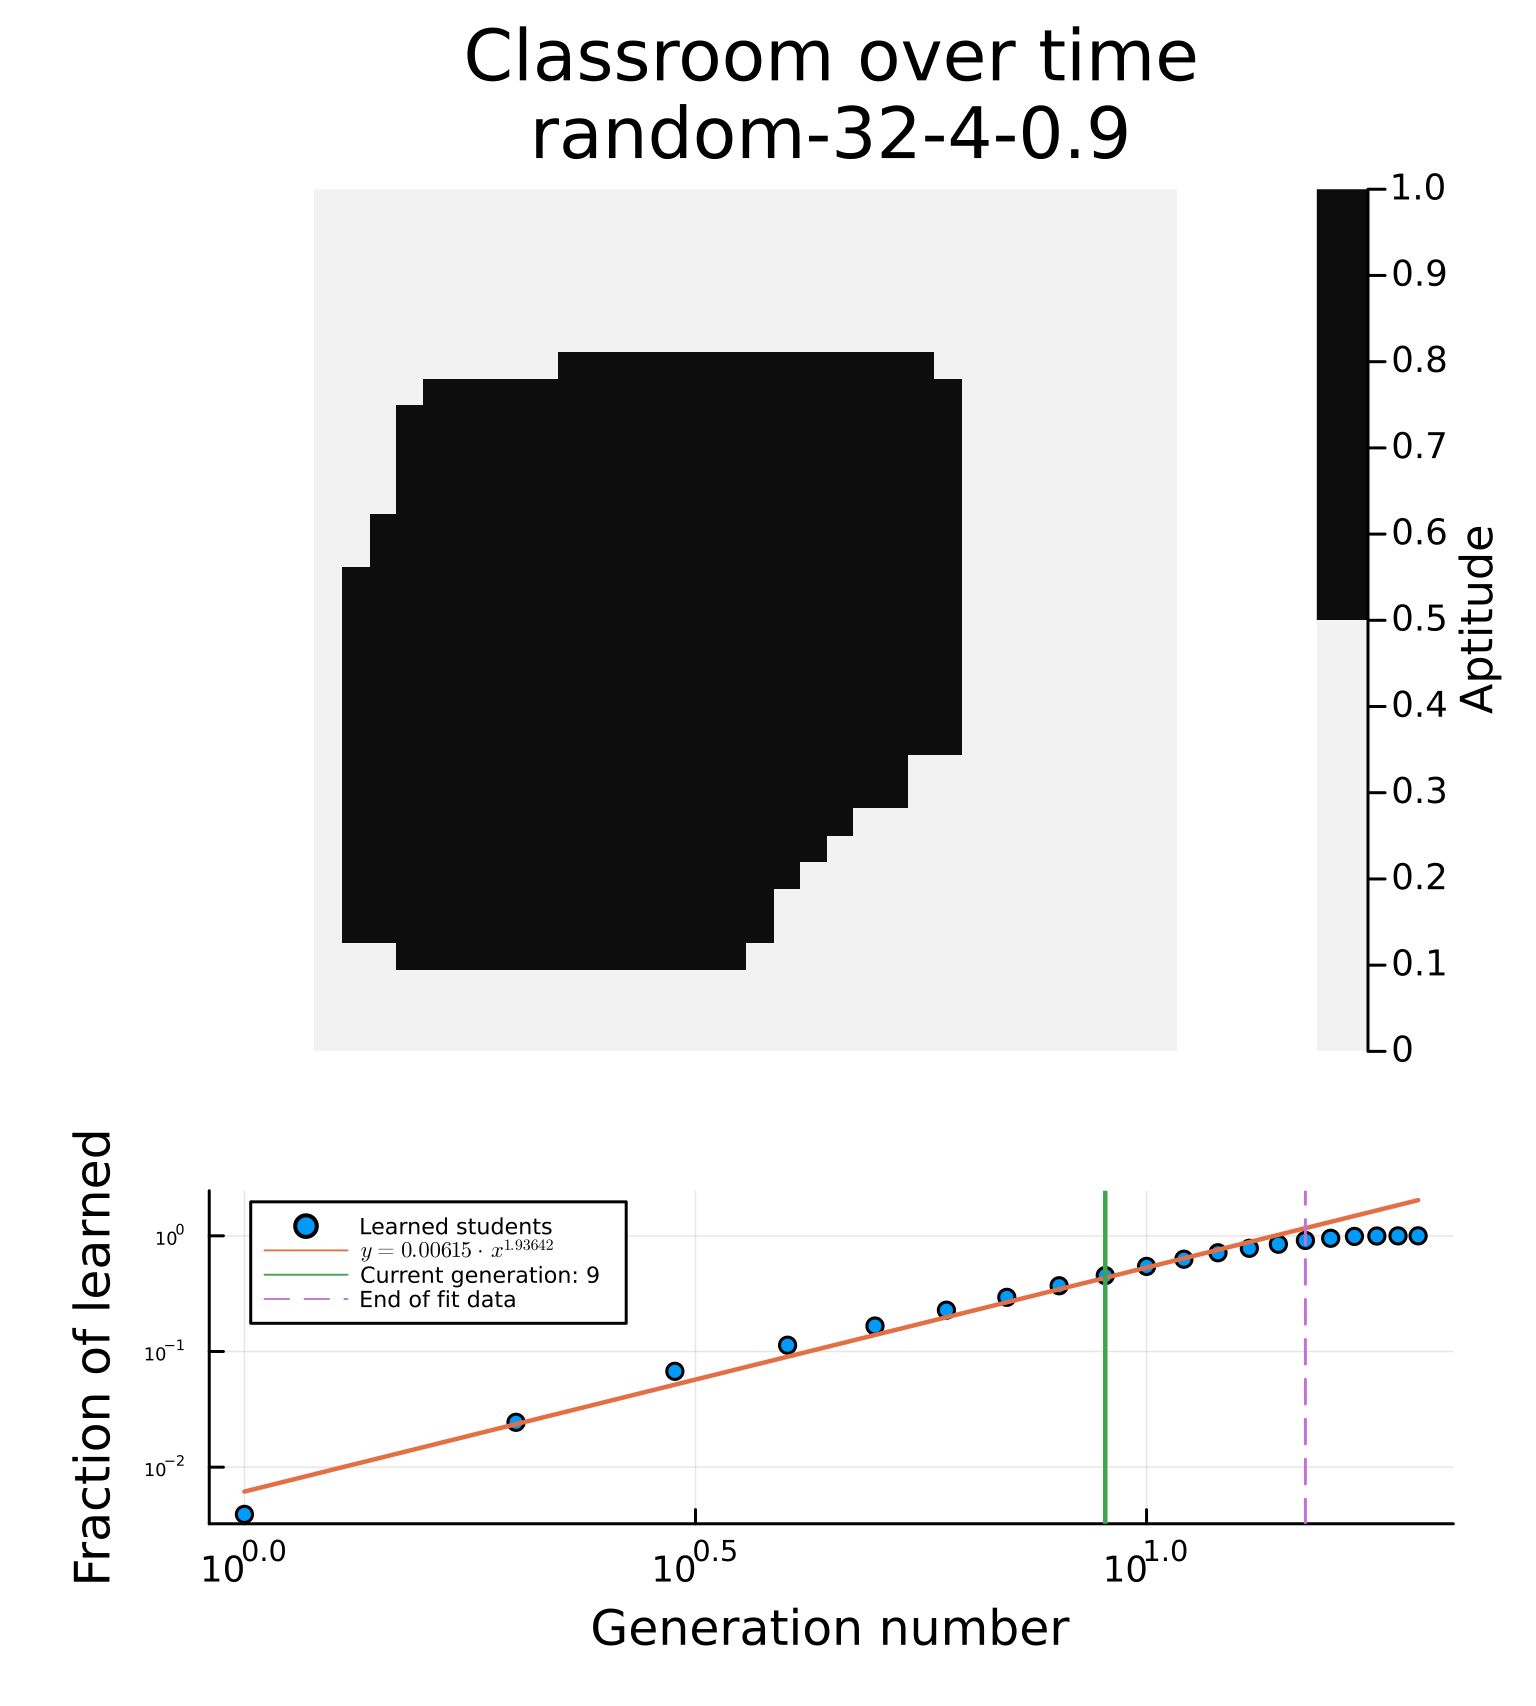 Classroom over time
random-32-4-0.9
1.0
0.9
0.8
0.7
0.6
0.5
0.4
0.3
0.2
0.1
0
Aptitude
Fraction of learned
10⁰
10⁻¹
10⁻²
Learned students
y = 0.00615 · x^1.93642
Current generation: 9
End of fit data
10^0.0
10^0.5
10^1.0
Generation number